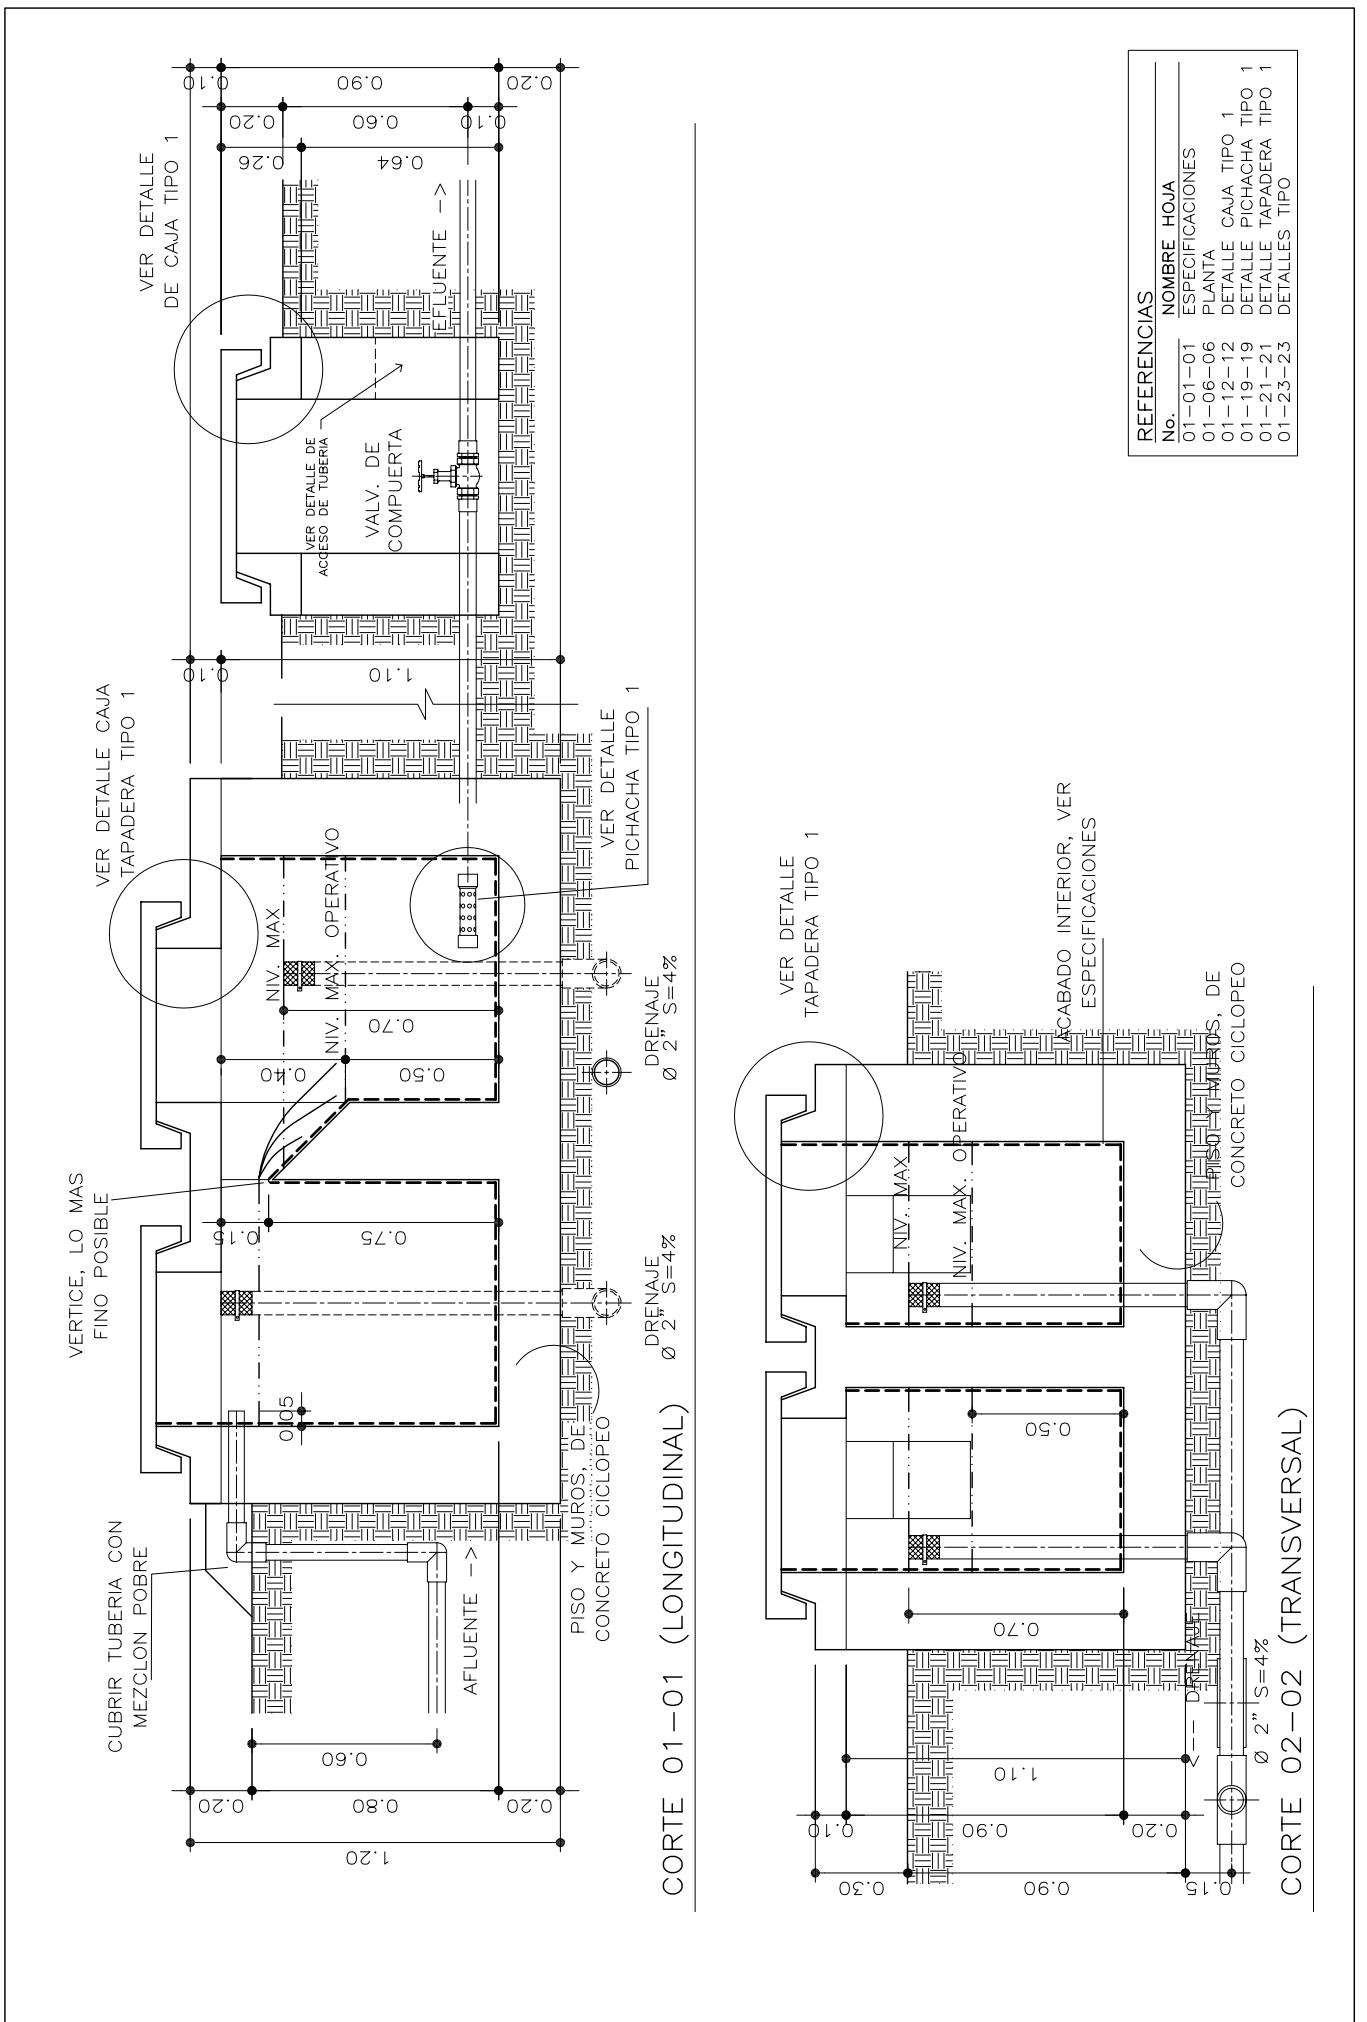 CUBRIR TUBERIA CON
MEZCLON POBRE
VERTICE, LO MAS
FINO POSIBLE
VER DETALLE CAJA
TAPADERA TIPO 1
VER DETALLE
DE CAJA TIPO 1
1.20
0.20
0.80
0.20
0.60
AFLUENTE -->
0.05
0.15
0.75
NIV. MAX
NIV. MAX. OPERATIVO
0.40
0.50
0.70
0.10
1.10
VER DETALLE DE
ACCESO DE TUBERIA
VALV. DE
COMPUERTA
EFLUENTE -->
0.26
0.64
0.20
0.60
0.10
0.10
0.90
0.20
PISO Y MUROS, DE
CONCRETO CICLOPEO
DRENAJE
Ø 2" S=4%
DRENAJE
Ø 2" S=4%
VER DETALLE
PICHACHA TIPO 1
CORTE 01-01 (LONGITUDINAL)
VER DETALLE
TAPADERA TIPO 1
0.30
0.90
0.15
0.10
0.90
0.20
1.10
0.70
0.50
NIV. MAX
NIV. MAX. OPERATIVO
ACABADO INTERIOR, VER
ESPECIFICACIONES
PISO Y MUROS, DE
CONCRETO CICLOPEO
<--- DRENAJE
Ø 2" S=4%
CORTE 02-02 (TRANSVERSAL)
REFERENCIAS
No. NOMBRE HOJA
01-01-01 ESPECIFICACIONES
01-06-06 PLANTA
01-12-12 DETALLE CAJA TIPO 1
01-19-19 DETALLE PICHACHA TIPO 1
01-21-21 DETALLE TAPADERA TIPO 1
01-23-23 DETALLES TIPO